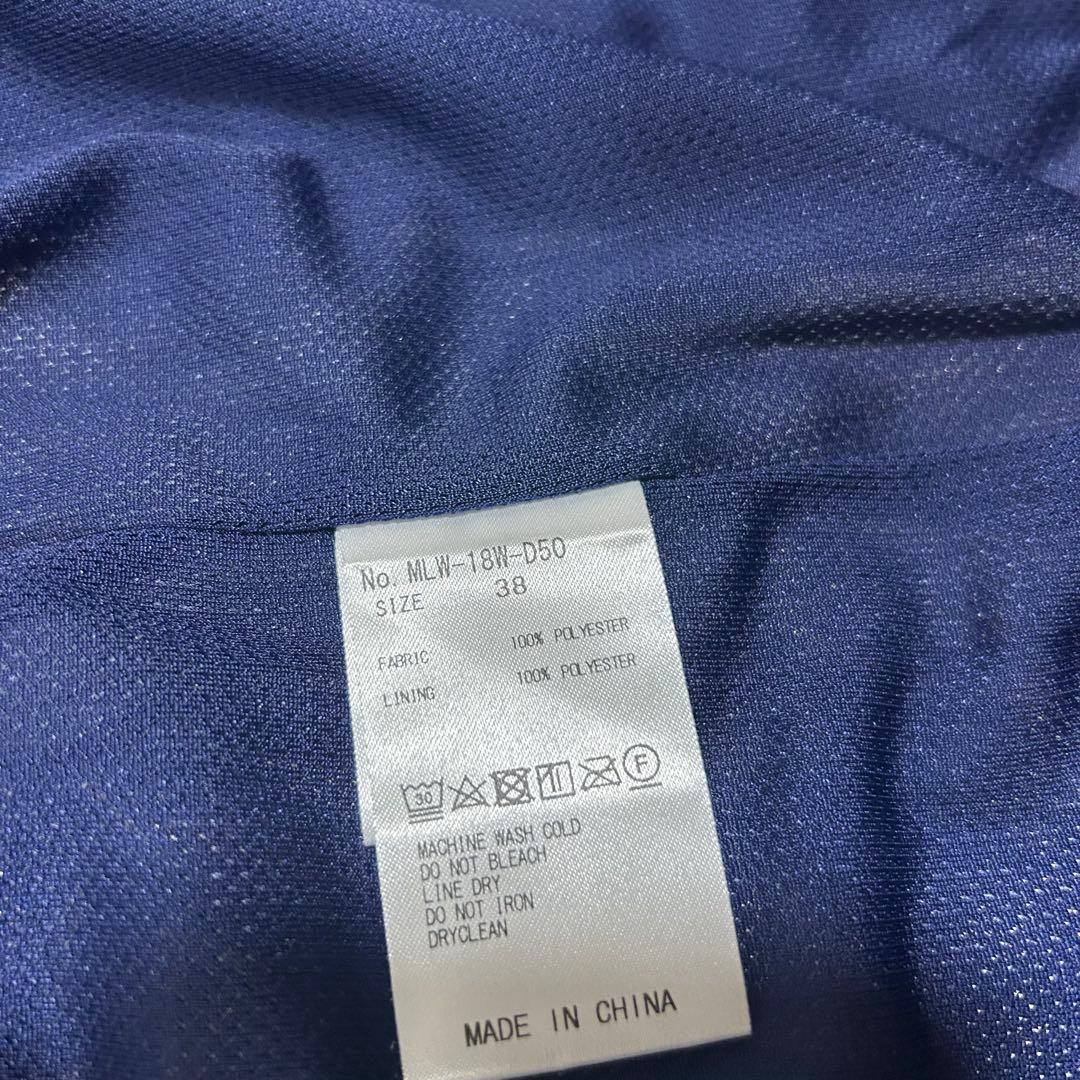 No. MLW-18W-D50
SIZE 38
FABRIC 100% POLYESTER
LINING 100% POLYESTER
30 F
MACHINE WASH COLD
DO NOT BLEACH
LINE DRY
DO NOT IRON
DRYCLEAN
MADE IN CHINA